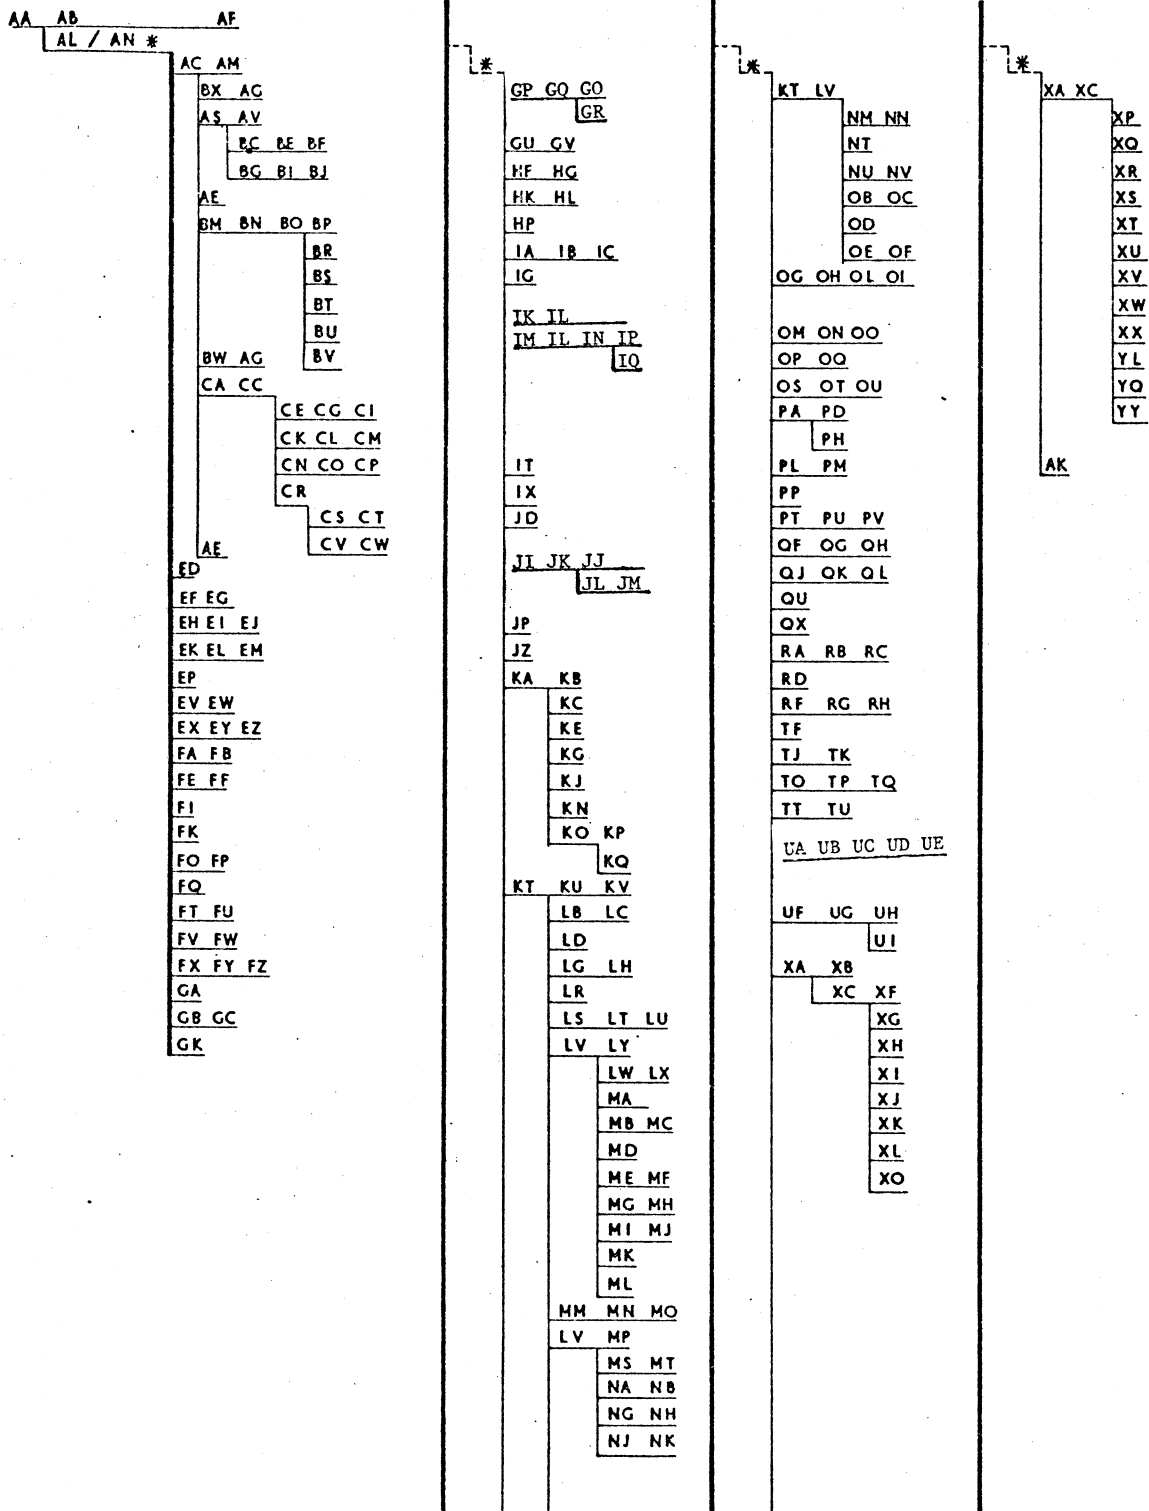 AA AB AF
AL / AN *
AC AM
BX AG
AS AV
BC BE BF
BG BI BJ
AE
BM BN BO BP
BR
BS
BT
BU
BV
BW AG
CA CC
CE CG CI
CK CL CM
CN CO CP
CR
CS CT
CV CW
AE
ED
EF EG
EH EI EJ
EK EL EM
EP
EV EW
EX EY EZ
FA FB
FE FF
FI
FK
FO FP
FQ
FT FU
FV FW
FX FY FZ
GA
GB GC
GK
*
GP GQ GO
GR
GU GV
HF HG
HK HL
HP
IA IB IC
IG
IK IL
IM IL IN IP
IQ
IT
IX
JD
JI JK JJ
JL JM
JP
JZ
KA KB
KC
KE
KG
KJ
KN
KO KP
KQ
KT KU KV
LB LC
LD
LG LH
LR
LS LT LU
LV LY
LW LX
MA
MB MC
MD
ME MF
MG MH
MI MJ
MK
ML
MM MN MO
LV MP
MS MT
NA NB
NG NH
NJ NK
*
KT LV
NM NN
NT
NU NV
OB OC
OD
OE OF
OG OH OL OI
OM ON OO
OP OQ
OS OT OU
PA PD
PH
PL PM
PP
PT PU PV
QF QG QH
QJ QK QL
QU
QX
RA RB RC
RD
RF RG RH
TF
TJ TK
TO TP TQ
TT TU
UA UB UC UD UE
UF UG UH
UI
XA XB
XC XF
XG
XH
XI
XJ
XK
XL
XO
*
XA XC
XP
XQ
XR
XS
XT
XU
XV
XW
XX
YL
YQ
YY
AK